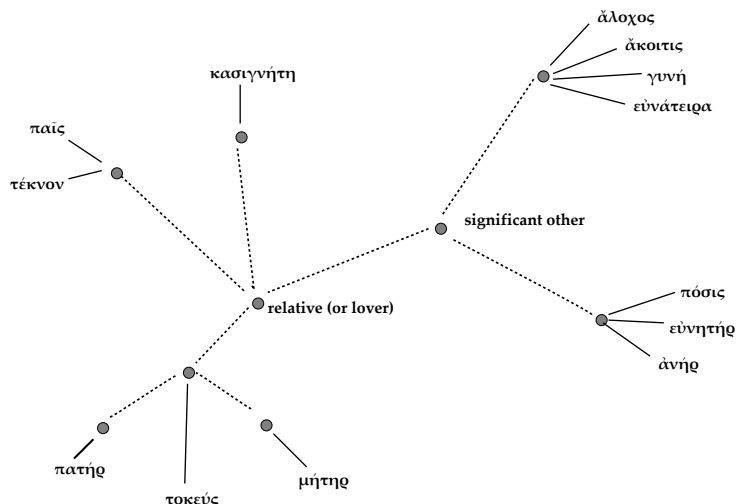 ἄλοχος
ἄκοιτις
κασιγνήτη
γυνή
εὐνάτειρα
παῖς
τέκνον
significant other
πόσις
relative (or lover)
εὐνητήρ
ἀνήρ
πατήρ
μήτηρ
τοκεύς